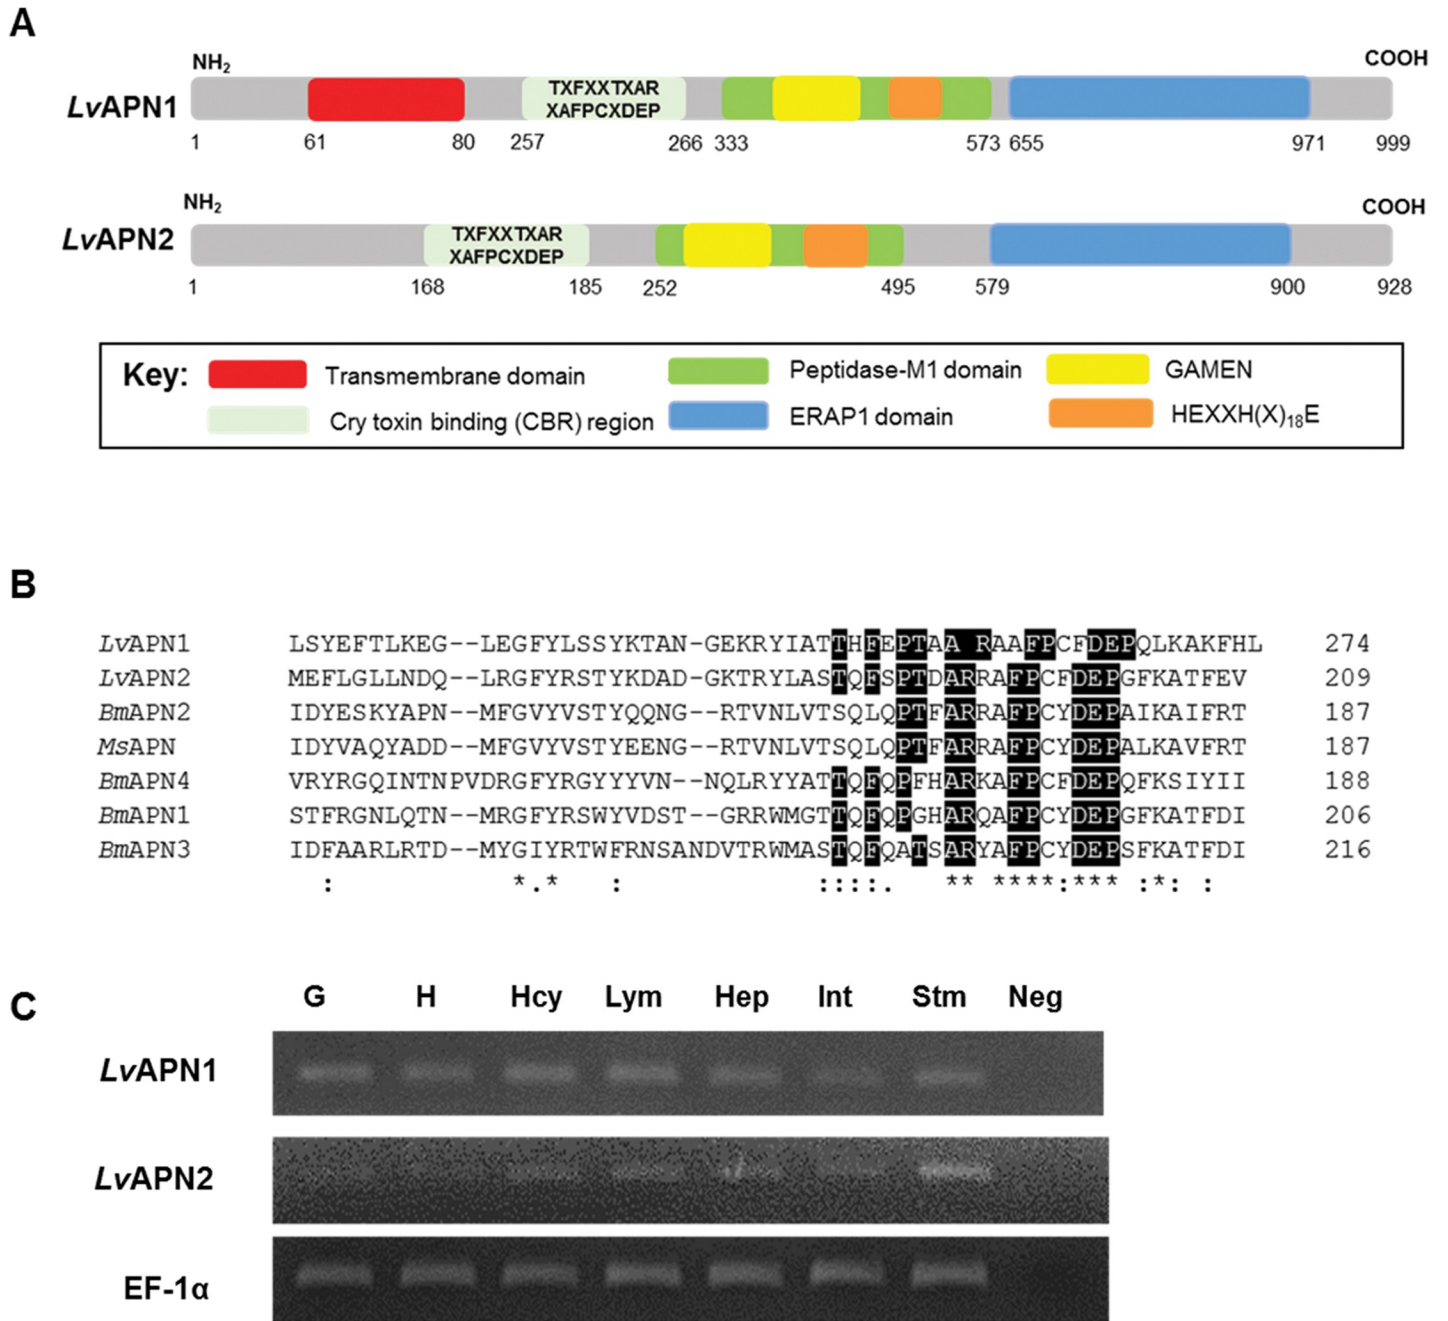 A
NH₂ COOH
LvAPN1 TXFXXTXAR
XAFPCXDEP
1 61 80 257 266 333 573 655 971 999
NH₂ COOH
LvAPN2 TXFXXTXAR
XAFPCXDEP
1 168 185 252 495 579 900 928
Key: Transmembrane domain Peptidase-M1 domain GAMEN
Cry toxin binding (CBR) region ERAP1 domain HEXXH(X)₁₈E
B
LvAPN1 LSYEFTLKEG--LEGFYLSSYKTAN-GEKRYIATTHFEPTAA RAAFPCFDEPQLKAKFHL 274
LvAPN2 MEFLGLLNDQ--LRGFYRSTYKDAD-GKTRYLASTQFSPTDARRAFPCFDEPGFKATFEV 209
BmAPN2 IDYESKYAPN--MFGVYVSTYQQNG--RTVNLVTSQLQPTFARRAFPCYDEPAIKAIFRT 187
MsAPN IDYVAQYADD--MFGVYVSTYEENG--RTVNLVTSQLQPTFARRAFPCYDEPALKAVFRT 187
BmAPN4 VRYRGQINTNPVDRGFYRGYYYVN--NQLRYYATTQFQPFHARKAFPCFDEPQFKSIYII 188
BmAPN1 STFRGNLQTN--MRGFYRSWYVDST--GRRWMGTTQFQPGHARQAFPCYDEPGFKATFDI 206
BmAPN3 IDFAARLRTD--MYGIYRTWFRNSANDVTRWMASTQFQATSARYAFPCYDEPSFKATFDI 216
: *.* : ::::. ** ****:*** :*: :
C
G H Hcy Lym Hep Int Stm Neg
LvAPN1
LvAPN2
EF-1α